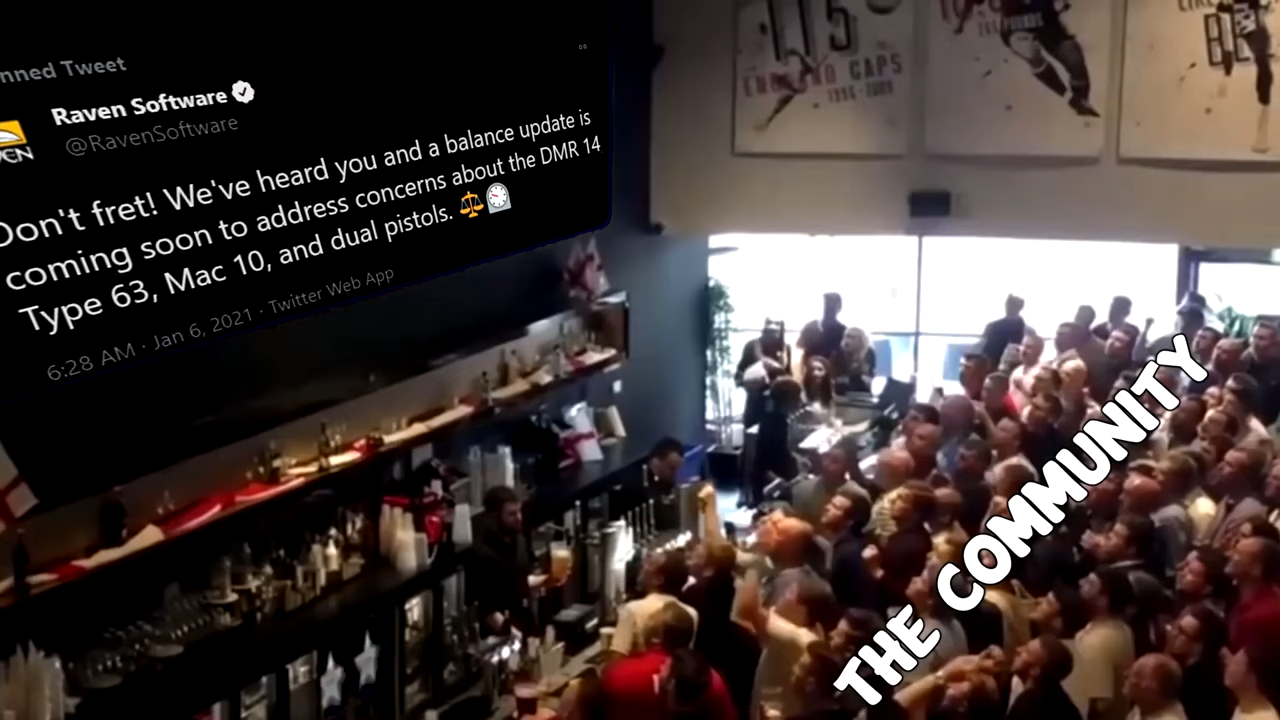 nned Tweet
Raven Software
@RavenSoftware
Don't fret! We've heard you and a balance update is
coming soon to address concerns about the DMR 14
Type 63, Mac 10, and dual pistols. ⚖️🕰️
6:28 AM · Jan 6, 2021 · Twitter Web App
115
ENGLAND CAPS
THE COMMUNITY